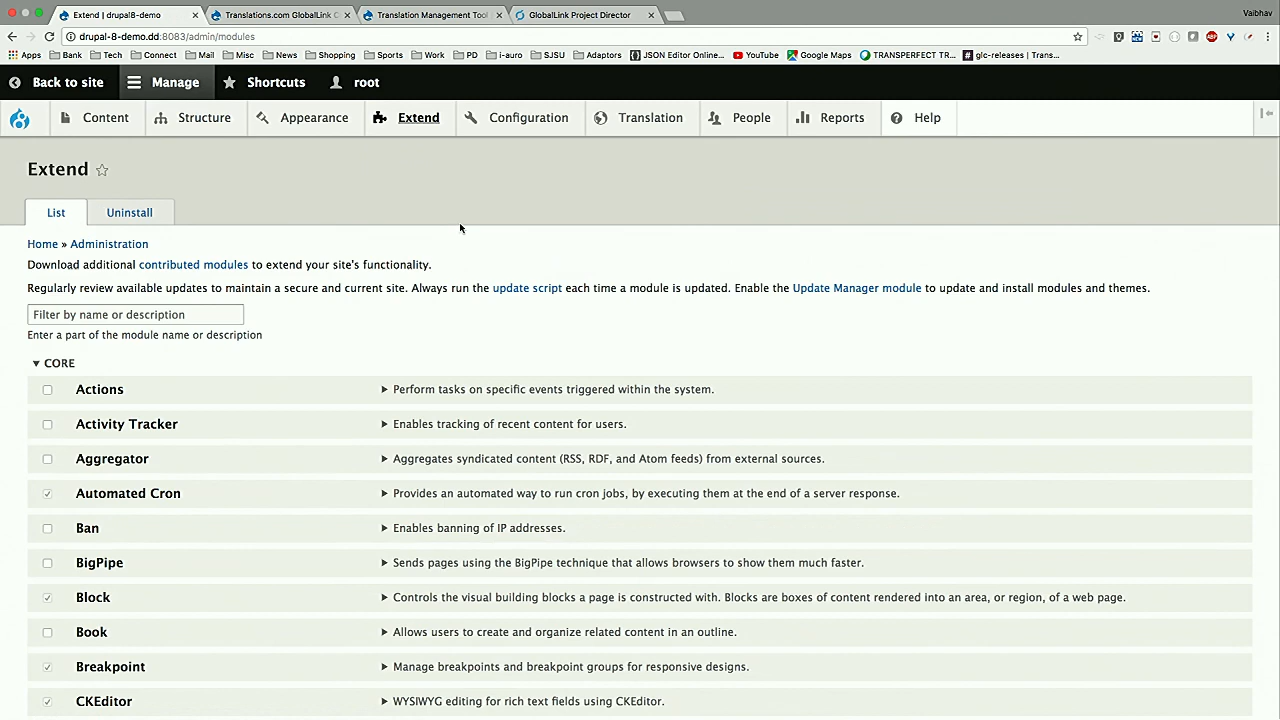 Extend | drupal-8-demo
Translations.com GlobalLink C
Translation Management Tool
GlobalLink Project Director
Vaibhav
drupal-8-demo.dd:8083/admin/modules
Apps Bank Tech Connect Mail Misc News Shopping Sports Work PD i-auro SJSU Adaptors JSON Editor Online... YouTube Google Maps TRANSPERFECT TR... glc-releases | Trans...
Back to site Manage Shortcuts root
Content Structure Appearance Extend Configuration Translation People Reports Help
Extend
List Uninstall
Home » Administration
Download additional contributed modules to extend your site's functionality.
Regularly review available updates to maintain a secure and current site. Always run the update script each time a module is updated. Enable the Update Manager module to update and install modules and themes.
Filter by name or description
Enter a part of the module name or description
CORE
Actions Perform tasks on specific events triggered within the system.
Activity Tracker Enables tracking of recent content for users.
Aggregator Aggregates syndicated content (RSS, RDF, and Atom feeds) from external sources.
Automated Cron Provides an automated way to run cron jobs, by executing them at the end of a server response.
Ban Enables banning of IP addresses.
BigPipe Sends pages using the BigPipe technique that allows browsers to show them much faster.
Block Controls the visual building blocks a page is constructed with. Blocks are boxes of content rendered into an area, or region, of a web page.
Book Allows users to create and organize related content in an outline.
Breakpoint Manage breakpoints and breakpoint groups for responsive designs.
CKEditor WYSIWYG editing for rich text fields using CKEditor.